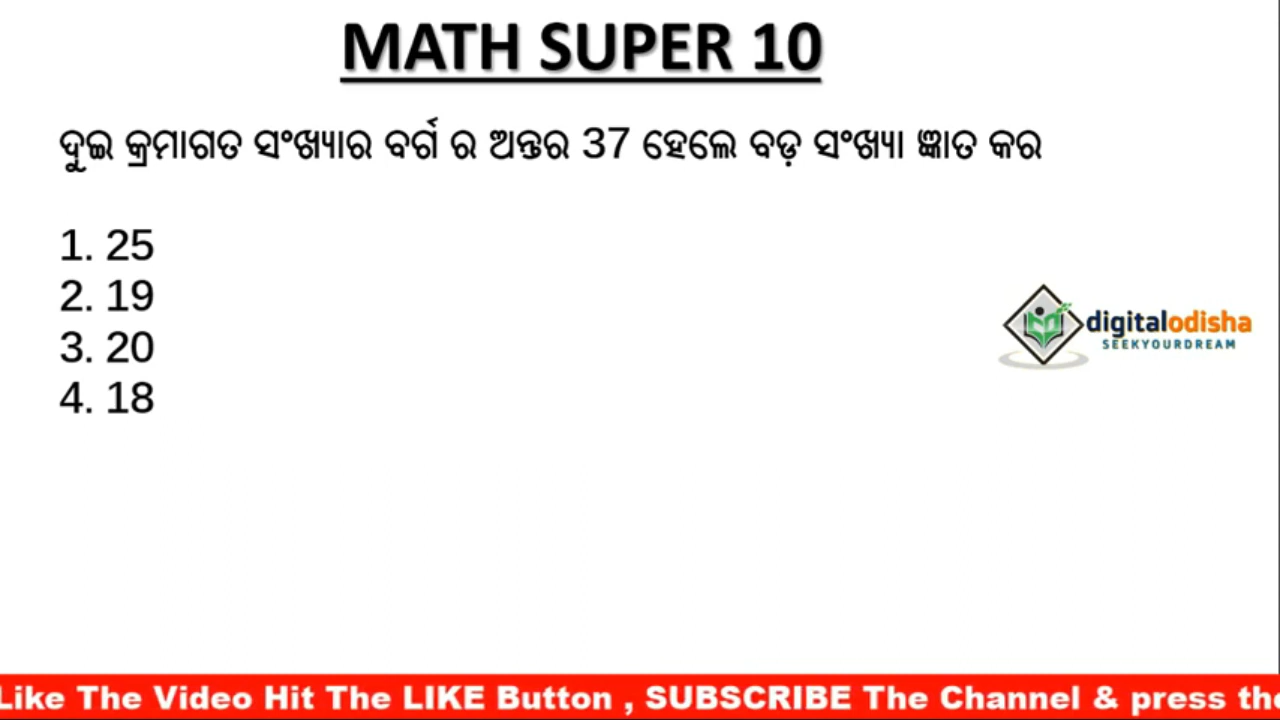 MATH SUPER 10
ଦୁଇ କ୍ରମାଗତ ସଂଖ୍ୟାର ବର୍ଗ ର ଅନ୍ତର 37 ହେଲେ ବଡ଼ ସଂଖ୍ୟା ଜ୍ଞାତ କର
1. 25
2. 19
3. 20
4. 18
digitalodisha
SEEKYOURDREAM
Like The Video Hit The LIKE Button , SUBSCRIBE The Channel & press the